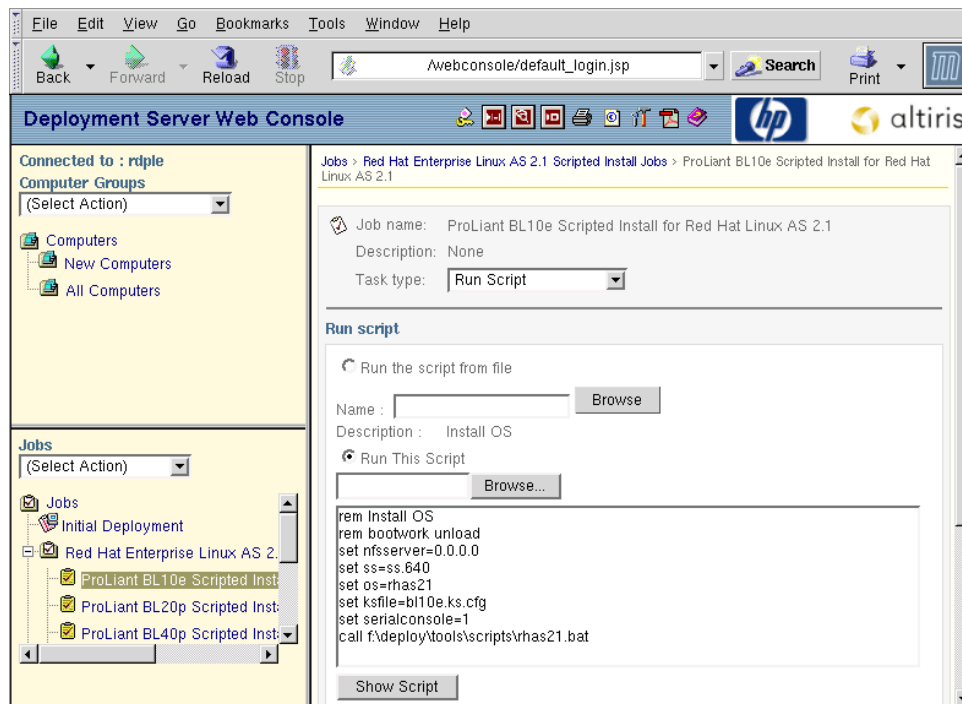 File Edit View Go Bookmarks Tools Window Help
Back Forward Reload Stop /webconsole/default_login.jsp Search Print
Deployment Server Web Console hp altiris
Connected to : rdple
Computer Groups
(Select Action)
Computers
New Computers
All Computers
Jobs
(Select Action)
Jobs
Initial Deployment
Red Hat Enterprise Linux AS 2.
ProLiant BL10e Scripted Insta
ProLiant BL20p Scripted Insta
ProLiant BL40p Scripted Insta
Jobs > Red Hat Enterprise Linux AS 2.1 Scripted Install Jobs > ProLiant BL10e Scripted Install for Red Hat
Linux AS 2.1
Job name: ProLiant BL10e Scripted Install for Red Hat Linux AS 2.1
Description: None
Task type: Run Script
Run script
Run the script from file
Name : Browse
Description : Install OS
Run This Script
Browse...
rem Install OS
rem bootwork unload
set nfsserver=0.0.0.0
set ss=ss.640
set os=rhas21
set ksfile=bl10e.ks.cfg
set serialconsole=1
call f:\deploy\tools\scripts\rhas21.bat
Show Script